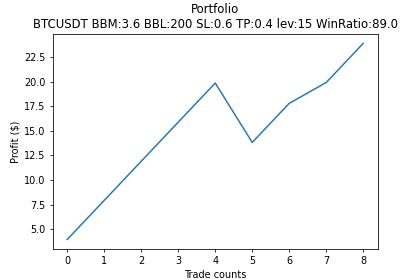 Portfolio
BTCUSDT BBM:3.6 BBL:200 SL:0.6 TP:0.4 lev:15 WinRatio:89.0
22.5
20.0
17.5
15.0
12.5
10.0
7.5
5.0
Profit ($)
0 1 2 3 4 5 6 7 8
Trade counts